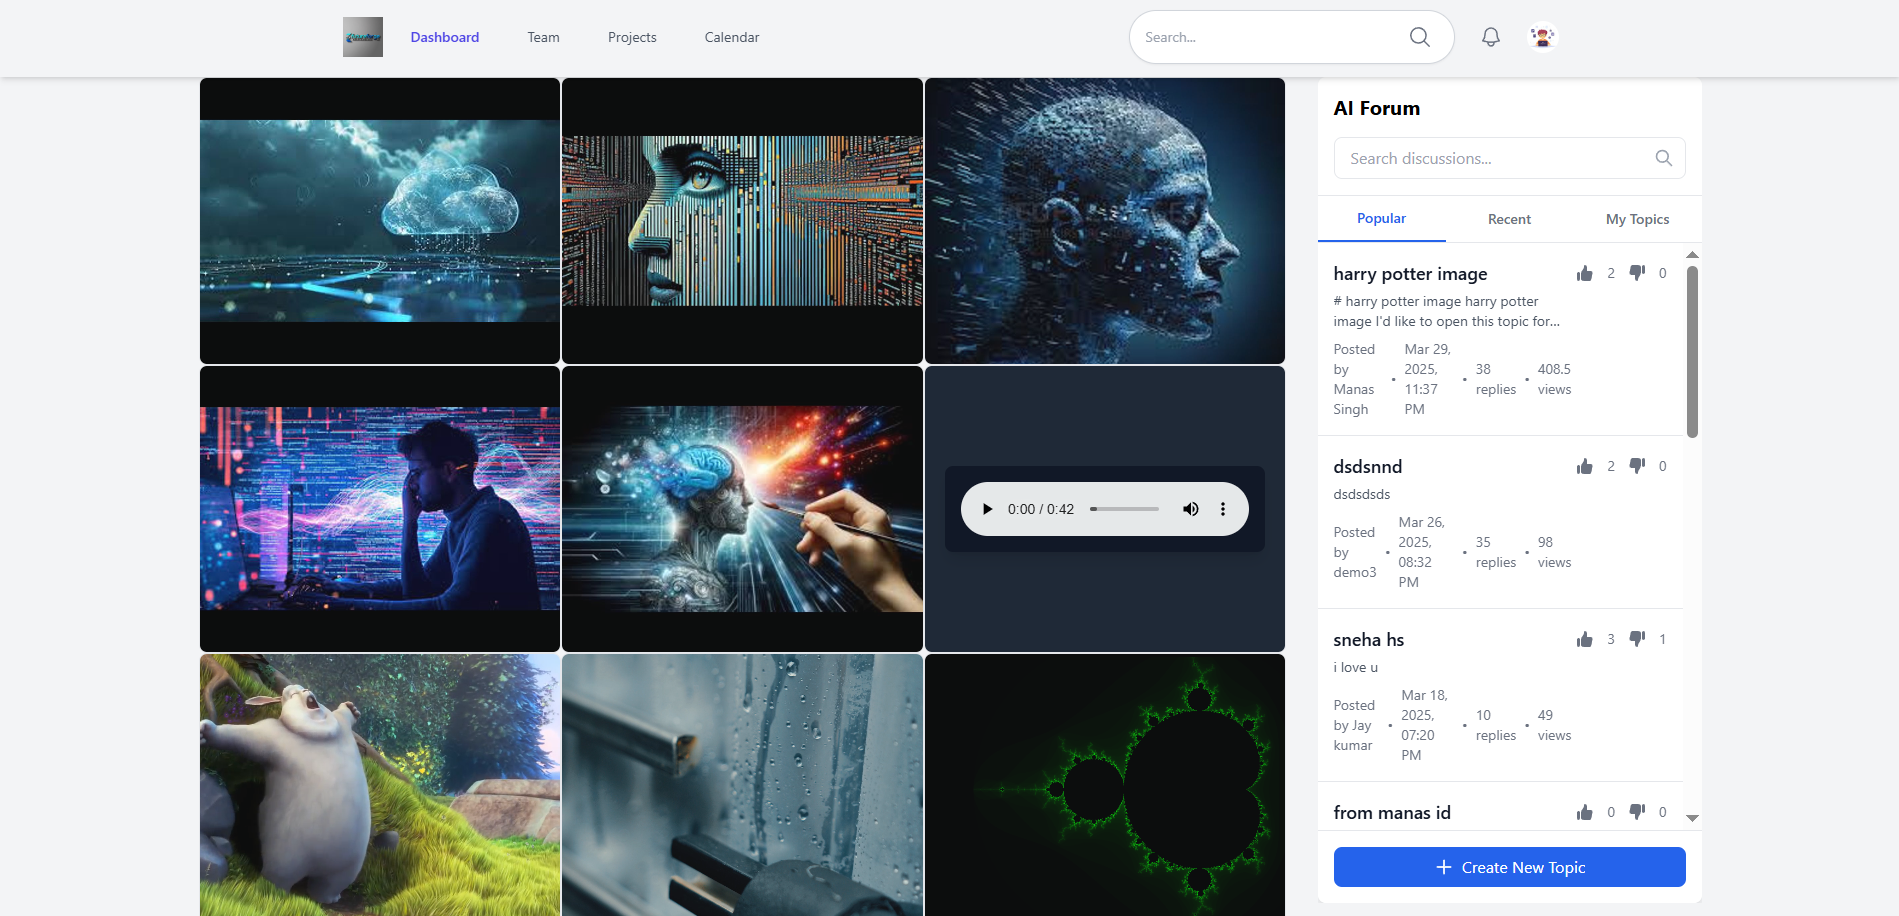 Dashboard
Team
Projects
Calendar
Search...
AI Forum
Search discussions...
Popular
Recent
My Topics
harry potter image
2
0
# harry potter image harry potter
image I'd like to open this topic for...
Posted
by
Manas
Singh
•
Mar 29,
2025,
11:37
PM
•
38
replies
•
408.5
views
dsdsnnd
2
0
dsdsdsds
Posted
by
demo3
•
Mar 26,
2025,
08:32
PM
•
35
replies
•
98
views
sneha hs
3
1
i love u
Posted
by Jay
kumar
•
Mar 18,
2025,
07:20
PM
•
10
replies
•
49
views
from manas id
0
0
Create New Topic
0:00 / 0:42